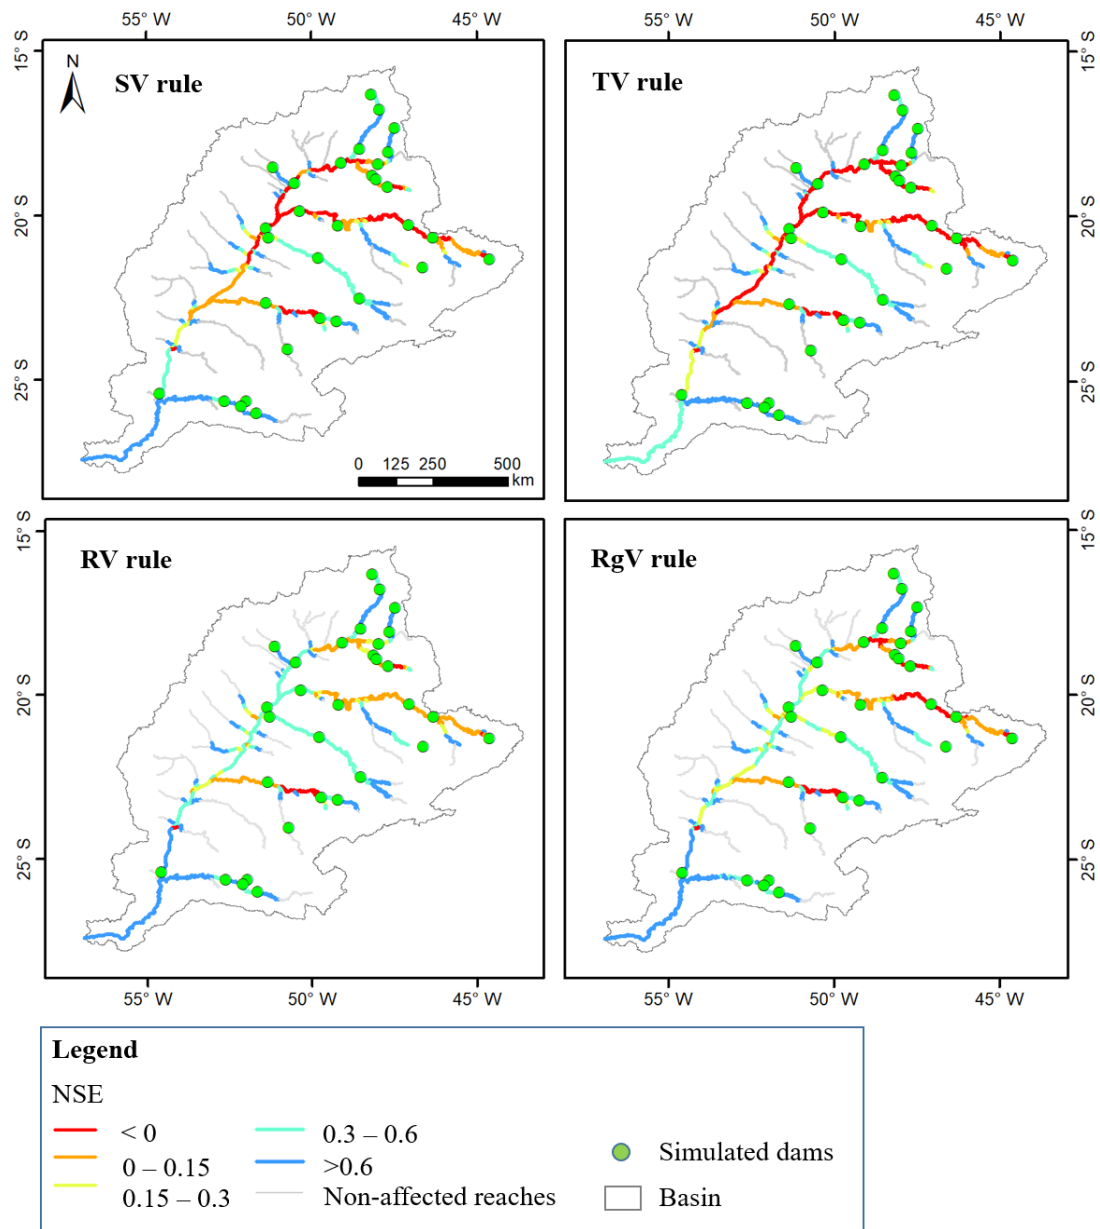 55° W 50° W 45° W
15° S
N
SV rule
TV rule
15° S
20° S
20° S
25° S
25° S
0 125 250 500
km
15° S
RV rule
RgV rule
15° S
20° S
20° S
25° S
25° S
55° W 50° W 45° W
55° W 50° W 45° W
Legend
NSE
< 0
0.3 – 0.6
0 – 0.15
>0.6
Simulated dams
0.15 – 0.3
Non-affected reaches
Basin
55° W 50° W 45° W